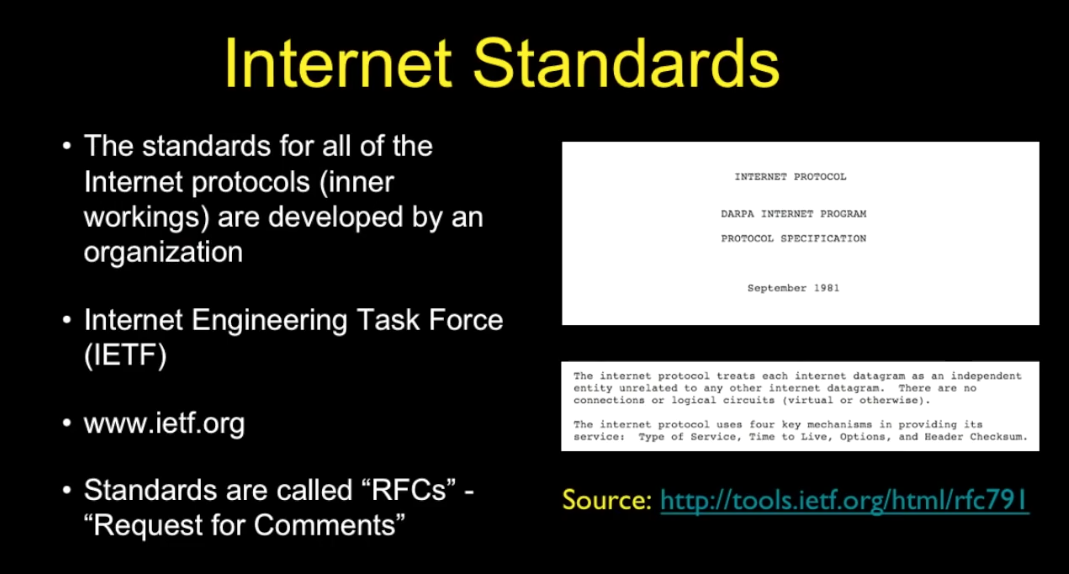 Internet Standards
• The standards for all of the
Internet protocols (inner
workings) are developed by an
organization
• Internet Engineering Task Force
(IETF)
• www.ietf.org
• Standards are called “RFCs” -
“Request for Comments”
INTERNET PROTOCOL
DARPA INTERNET PROGRAM
PROTOCOL SPECIFICATION
September 1981
The internet protocol treats each internet datagram as an independent
entity unrelated to any other internet datagram.  There are no
connections or logical circuits (virtual or otherwise).
The internet protocol uses four key mechanisms in providing its
service:  Type of Service, Time to Live, Options, and Header Checksum.
Source: http://tools.ietf.org/html/rfc791